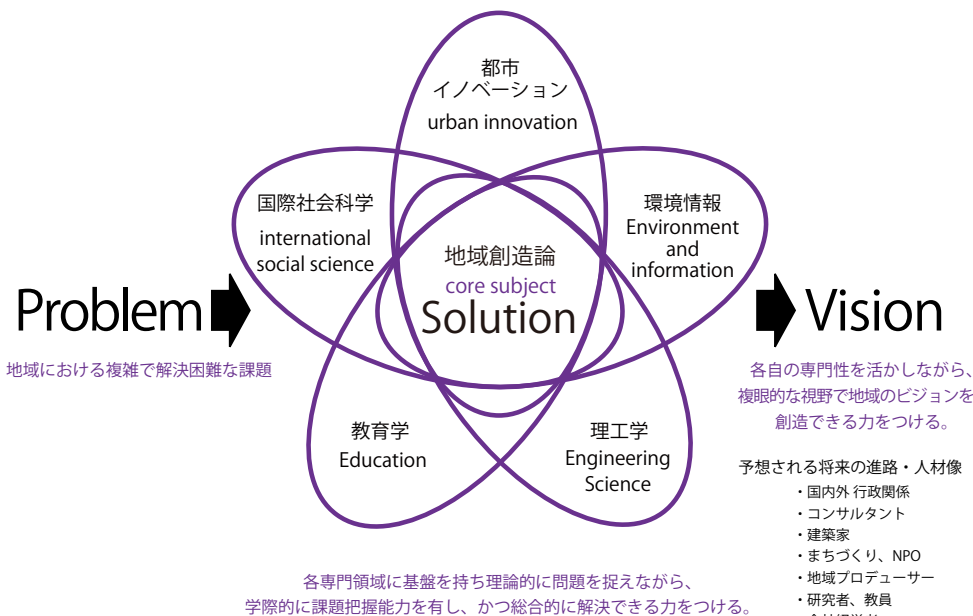 都市
イノベーション
urban innovation
国際社会科学
international
social science
環境情報
Environment
and
information
地域創造論
core subject
Solution
Problem
地域における複雑で解決困難な課題
Vision
各自の専門性を活かしながら、
複眼的な視野で地域のビジョンを
創造できる力をつける。
教育学
Education
理工学
Engineering
Science
予想される将来の進路・人材像
・国内外 行政関係
・コンサルタント
・建築家
・まちづくり、NPO
・地域プロデューサー
・研究者、教員
各専門領域に基盤を持ち理論的に問題を捉えながら、
学際的に課題把握能力を有し、かつ総合的に解決できる力をつける。